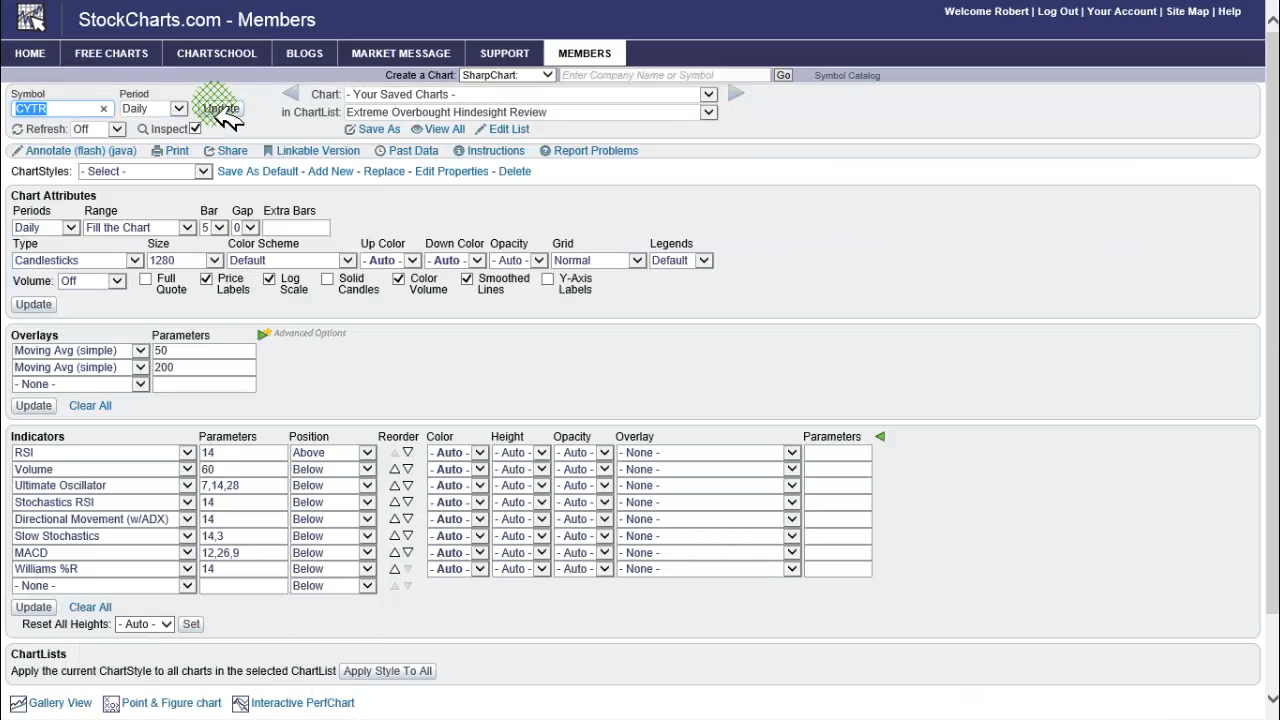 StockCharts.com - Members
Welcome Robert | Log Out | Your Account | Site Map | Help
HOME FREE CHARTS CHARTSCHOOL BLOGS MARKET MESSAGE SUPPORT MEMBERS
Create a Chart: SharpChart: Enter Company Name or Symbol Go Symbol Catalog
Symbol Period
CYTR Daily Update
Chart: - Your Saved Charts -
in ChartList: Extreme Overbought Hindesight Review
Refresh: Off Inspect Save As View All Edit List
Annotate (flash) (java) Print Share Linkable Version Past Data Instructions Report Problems
ChartStyles: - Select - Save As Default - Add New - Replace - Edit Properties - Delete
Chart Attributes
Periods Range Bar Gap Extra Bars
Daily Fill the Chart 5 0
Type Size Color Scheme Up Color Down Color Opacity Grid Legends
Candlesticks 1280 Default - Auto - - Auto - - Auto - Normal Default
Volume: Off Full Quote Price Labels Log Scale Solid Candles Color Volume Smoothed Lines Y-Axis Labels
Update
Overlays Parameters Advanced Options
Moving Avg (simple) 50
Moving Avg (simple) 200
- None -
Update Clear All
Indicators Parameters Position Reorder Color Height Opacity Overlay Parameters
RSI 14 Above - Auto - - Auto - - Auto - - None -
Volume 60 Below - Auto - - Auto - - Auto - - None -
Ultimate Oscillator 7,14,28 Below - Auto - - Auto - - Auto - - None -
Stochastics RSI 14 Below - Auto - - Auto - - Auto - - None -
Directional Movement (w/ADX) 14 Below - Auto - - Auto - - Auto - - None -
Slow Stochastics 14,3 Below - Auto - - Auto - - Auto - - None -
MACD 12,26,9 Below - Auto - - Auto - - Auto - - None -
Williams %R 14 Below - Auto - - Auto - - Auto - - None -
- None - Below
Update Clear All
Reset All Heights: - Auto - Set
ChartLists
Apply the current ChartStyle to all charts in the selected ChartList Apply Style To All
Gallery View Point & Figure chart Interactive PerfChart